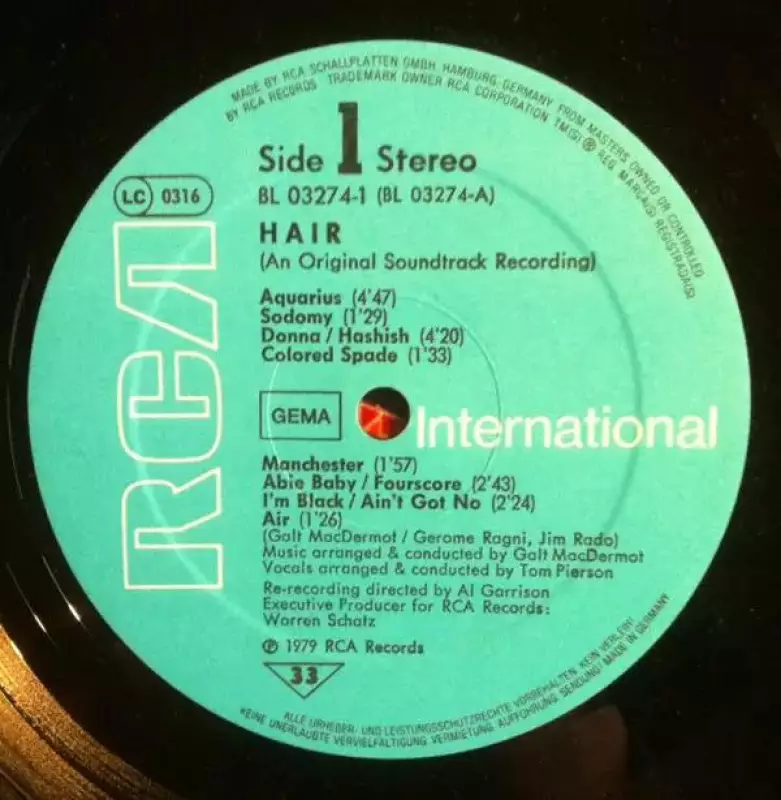 MADE BY RCA SCHALLPLATTEN GMBH, HAMBURG, GERMANY, FROM MASTERS OWNED OR CONTROLLED
BY RCA RECORDS TRADEMARK OWNER RCA CORPORATION TM(S) ® REG. MARCA(S) REGISTRADA(S)
Side 1 Stereo
LC 0316
BL 03274-1 (BL 03274-A)
HAIR
(An Original Soundtrack Recording)
Aquarius (4'47)
Sodomy (1'29)
Donna / Hashish (4'20)
Colored Spade (1'33)
RCA
GEMA
International
Manchester (1'57)
Abie Baby / Fourscore (2'43)
I'm Black / Ain't Got No (2'24)
Air (1'26)
(Galt MacDermot / Gerome Ragni, Jim Rado)
Music arranged & conducted by Galt MacDermot
Vocals arranged & conducted by Tom Pierson
Re-recording directed by Al Garrison
Executive Producer for RCA Records:
Warren Schatz
℗ 1979 RCA Records
33
ALLE URHEBER- UND LEISTUNGSSCHUTZRECHTE VORBEHALTEN. KEIN VERLEIH!
KEINE UNERLAUBTE VERVIELFÄLTIGUNG, VERMIETUNG, AUFFÜHRUNG, SENDUNG! MADE IN GERMANY